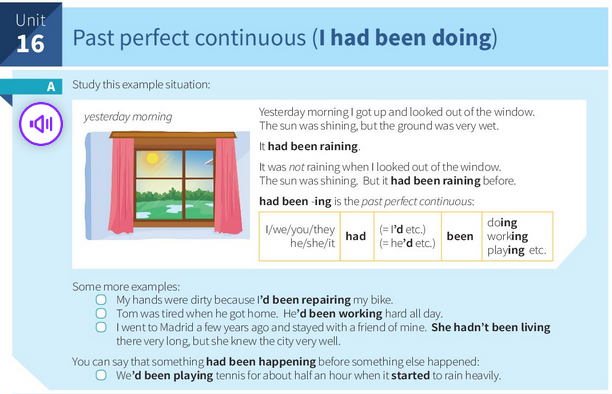 Unit
16
Past perfect continuous (I had been doing)
A
Study this example situation:
yesterday morning
Yesterday morning I got up and looked out of the window.
The sun was shining, but the ground was very wet.
It had been raining.
It was not raining when I looked out of the window.
The sun was shining. But it had been raining before.
had been -ing is the past perfect continuous:
I/we/you/they
he/she/it
had
(= I'd etc.)
(= he'd etc.)
been
doing
working
playing etc.
Some more examples:
My hands were dirty because I'd been repairing my bike.
Tom was tired when he got home. He'd been working hard all day.
I went to Madrid a few years ago and stayed with a friend of mine. She hadn't been living
there very long, but she knew the city very well.
You can say that something had been happening before something else happened:
We'd been playing tennis for about half an hour when it started to rain heavily.